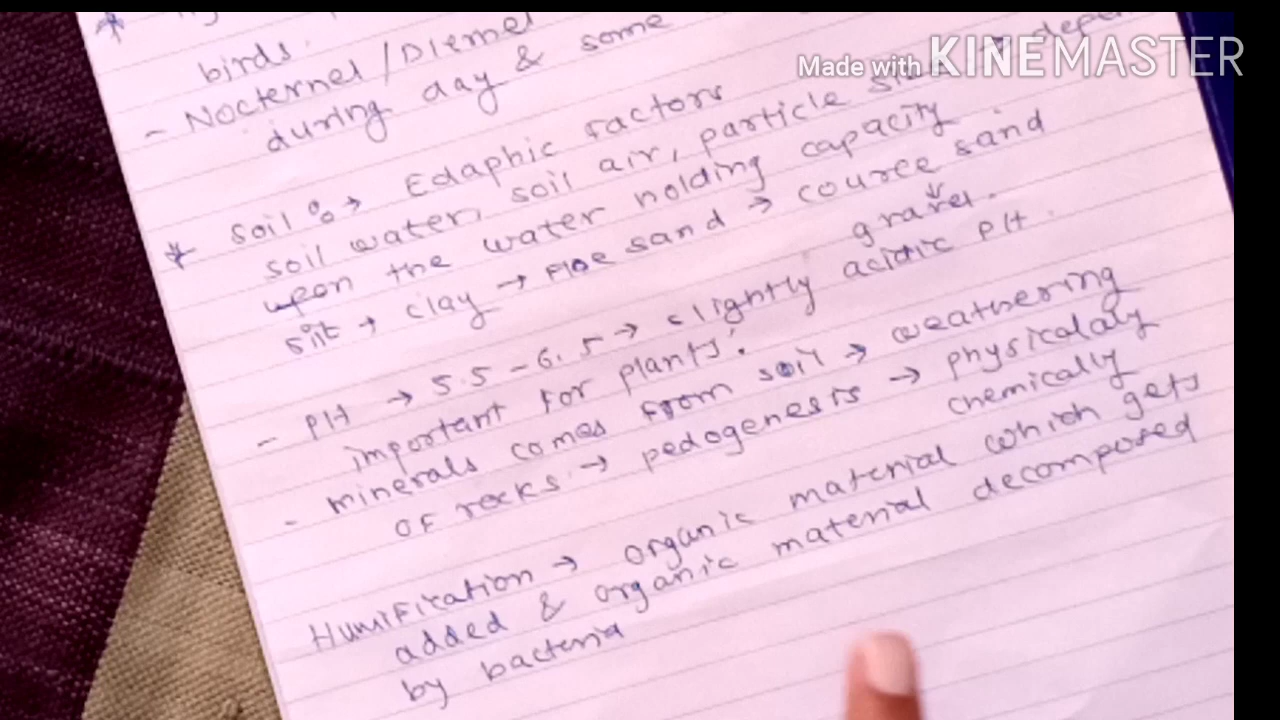 birds.
- Nocternel / Diernel
during day & some
Made with KINEMASTER
* Soil %→ Edaphic factors
soil water, soil air, particle size → depen
upon the water holding capacity
silt → clay → Fine sand → cource sand
gravel.
- PH → 5.5 - 6.5 → slightly acidic PH.
important for plants.
- minerals comes from soil → weathering
of rocks → pedogenesis → physicalaly
chemically
Humification → organic material which gets
added & organic material decomposed
by bacteria